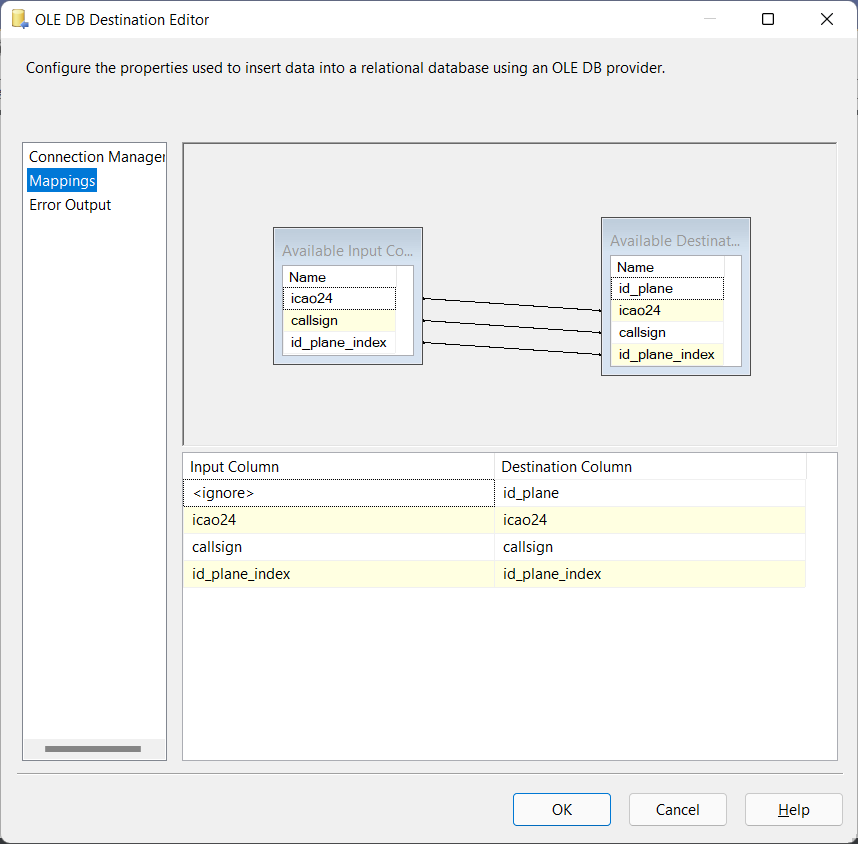 OLE DB Destination Editor
Configure the properties used to insert data into a relational database using an OLE DB provider.
Connection Manager
Mappings
Error Output
Available Input Co...
Name
icao24
callsign
id_plane_index
Available Destinat...
Name
id_plane
icao24
callsign
id_plane_index
Input Column Destination Column
<ignore> id_plane
icao24 icao24
callsign callsign
id_plane_index id_plane_index
OK Cancel Help